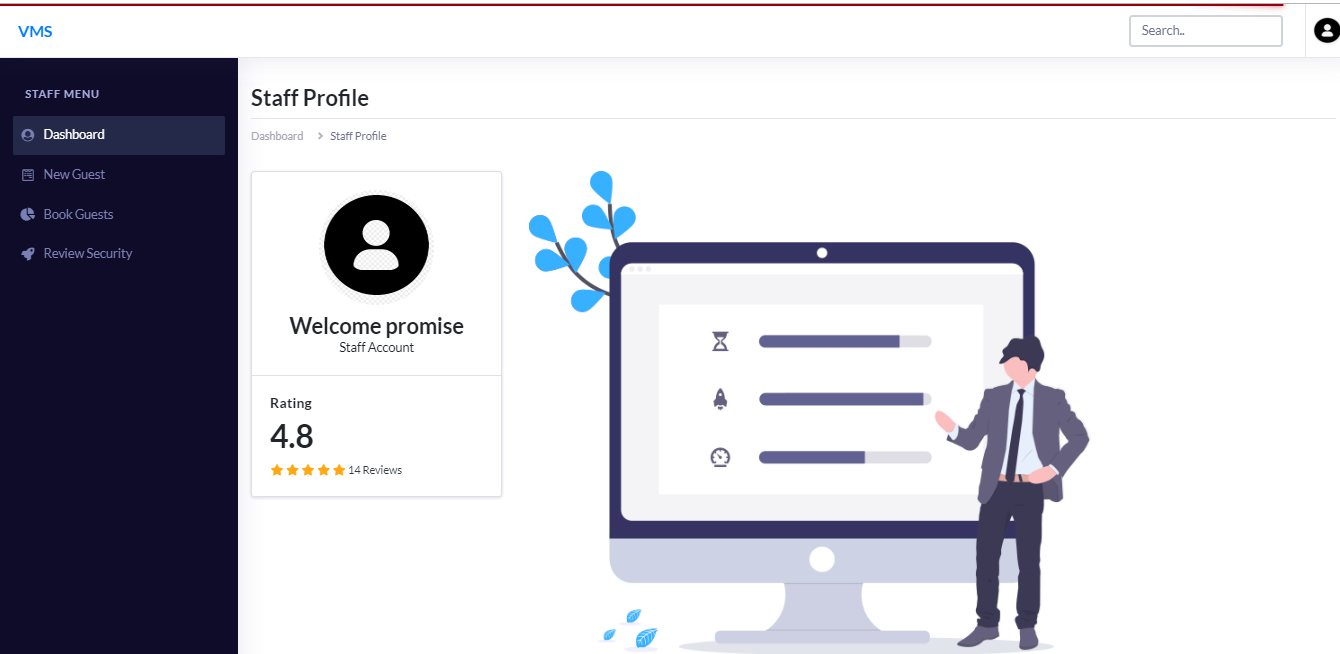 VMS
Search..
STAFF MENU
Dashboard
New Guest
Book Guests
Review Security
Staff Profile
Dashboard > Staff Profile
Welcome promise
Staff Account
Rating
4.8
14 Reviews